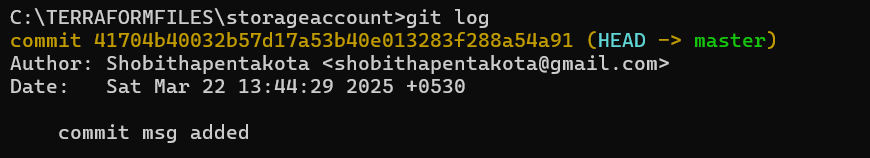 C:\TERRAFORMFILES\storageaccount>git log
commit 41704b40032b57d17a53b40e013283f288a54a91 (HEAD -> master)
Author: Shobithapentakota <shobithapentakota@gmail.com>
Date:   Sat Mar 22 13:44:29 2025 +0530
    commit msg added